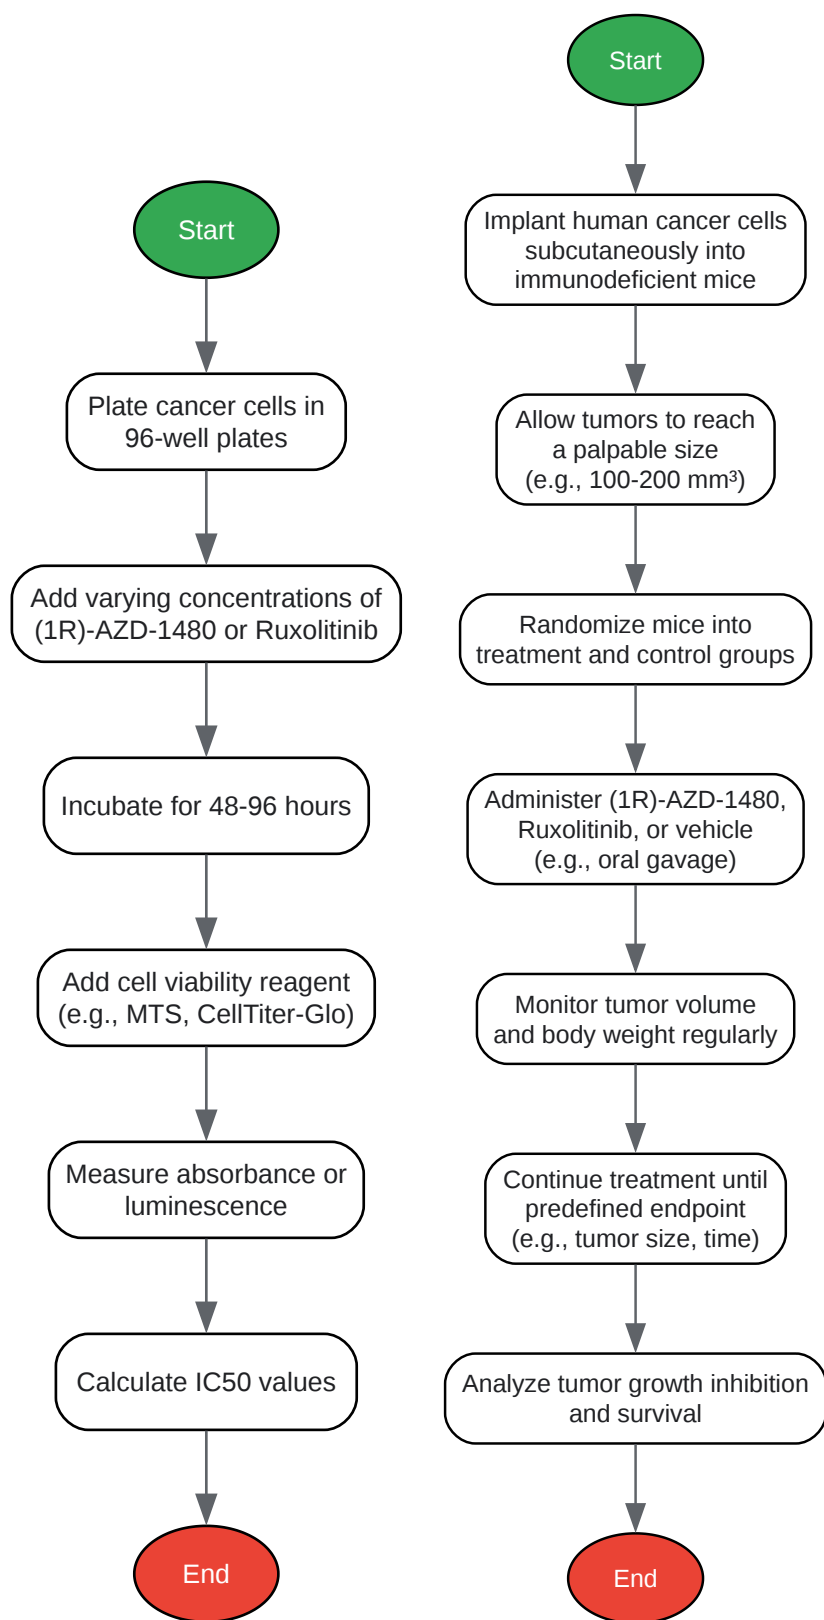 Start
Plate cancer cells in
96-well plates
Add varying concentrations of
(1R)-AZD-1480 or Ruxolitinib
Incubate for 48-96 hours
Add cell viability reagent
(e.g., MTS, CellTiter-Glo)
Measure absorbance or
luminescence
Calculate IC50 values
End
Start
Implant human cancer cells
subcutaneously into
immunodeficient mice
Allow tumors to reach
a palpable size
(e.g., 100-200 mm³)
Randomize mice into
treatment and control groups
Administer (1R)-AZD-1480,
Ruxolitinib, or vehicle
(e.g., oral gavage)
Monitor tumor volume
and body weight regularly
Continue treatment until
predefined endpoint
(e.g., tumor size, time)
Analyze tumor growth inhibition
and survival
End